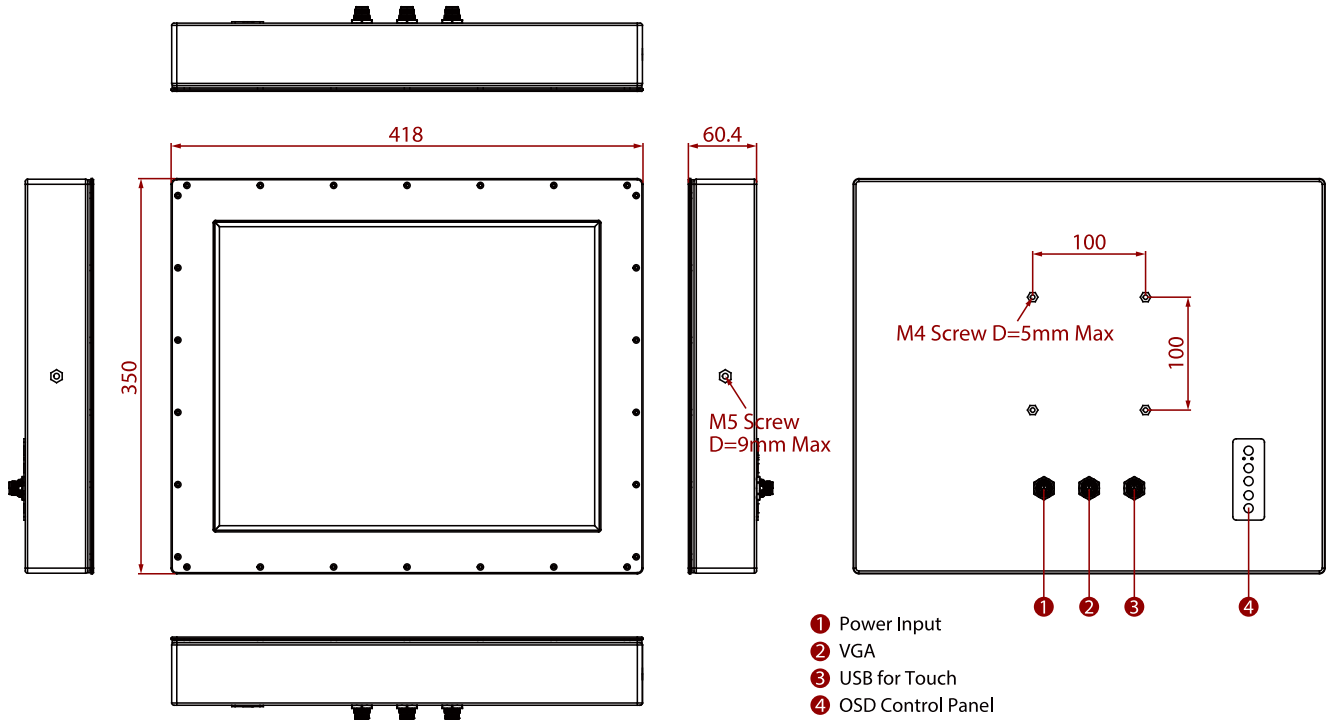 418
60.4
350
M5 Screw
D=9mm Max
100
M4 Screw D=5mm Max
100
1 2 3 4
1 Power Input
2 VGA
3 USB for Touch
4 OSD Control Panel